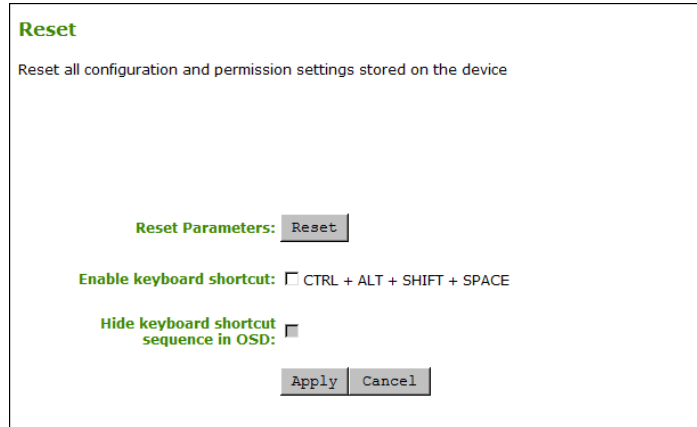 Reset
Reset all configuration and permission settings stored on the device
Reset Parameters: Reset
Enable keyboard shortcut: CTRL + ALT + SHIFT + SPACE
Hide keyboard shortcut
sequence in OSD:
Apply Cancel